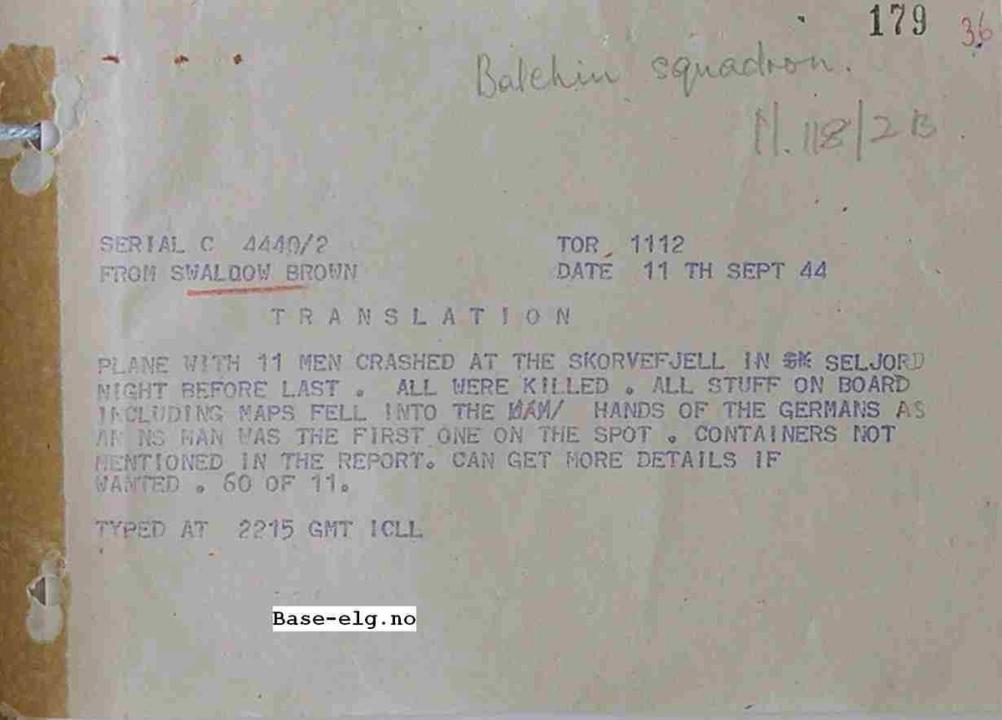 179 36
Balchin squadron.
N.118/2 B
SERIAL C 4440/2 TOR 1112
FROM SWALDOW BROWN DATE 11 TH SEPT 44
TRANSLATION
PLANE WITH 11 MEN CRASHED AT THE SKORVEFJELL IN SK SELJORD
NIGHT BEFORE LAST . ALL WERE KILLED . ALL STUFF ON BOARD
INCLUDING MAPS FELL INTO THE HAM/ HANDS OF THE GERMANS AS
AN NS MAN WAS THE FIRST ONE ON THE SPOT . CONTAINERS NOT
MENTIONED IN THE REPORT. CAN GET MORE DETAILS IF
WANTED . 60 OF 11.
TYPED AT 2215 GMT ICLL
Base-elg.no